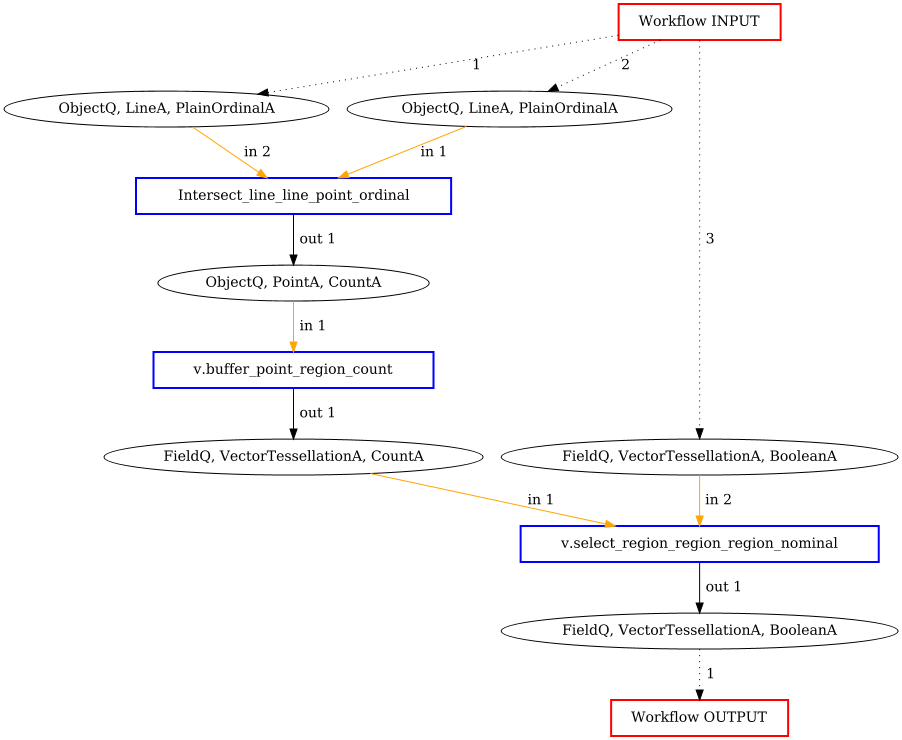 Workflow INPUT
1
2
ObjectQ, LineA, PlainOrdinalA
ObjectQ, LineA, PlainOrdinalA
in 2
in 1
Intersect_line_line_point_ordinal
out 1
3
ObjectQ, PointA, CountA
in 1
v.buffer_point_region_count
out 1
FieldQ, VectorTessellationA, CountA
FieldQ, VectorTessellationA, BooleanA
in 1
in 2
v.select_region_region_region_nominal
out 1
FieldQ, VectorTessellationA, BooleanA
1
Workflow OUTPUT